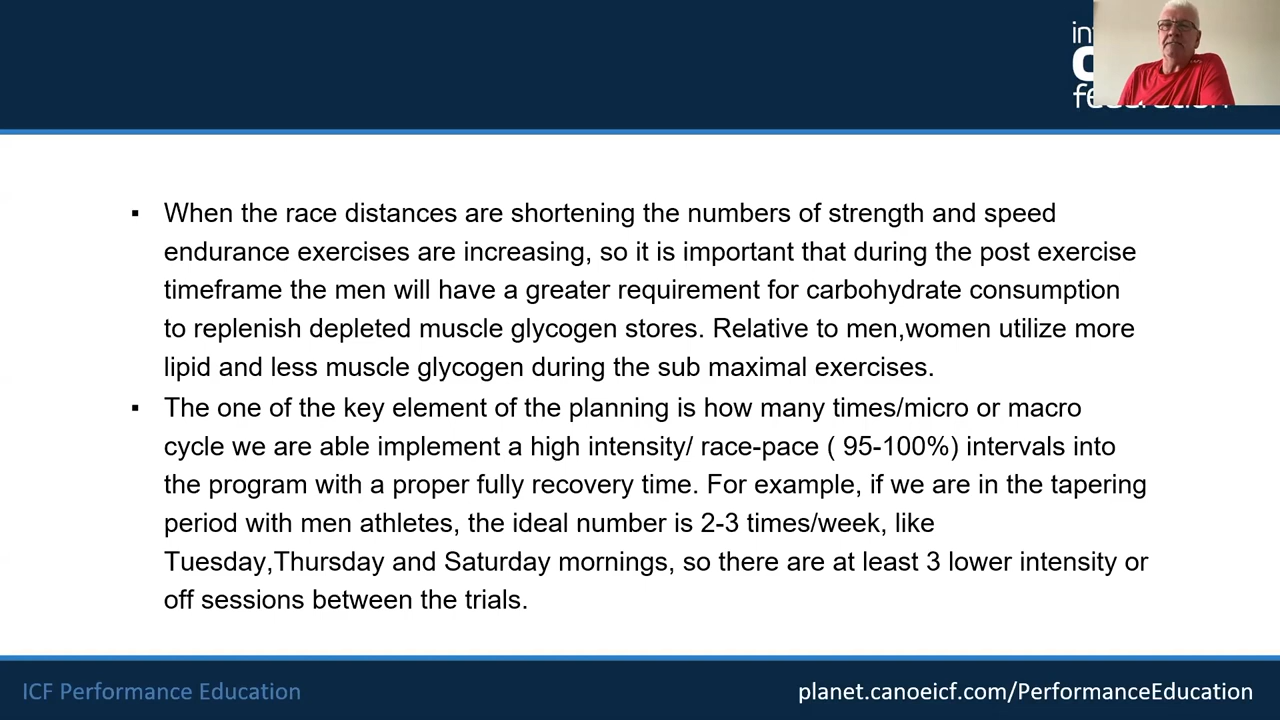 ▪ When the race distances are shortening the numbers of strength and speed
endurance exercises are increasing, so it is important that during the post exercise
timeframe the men will have a greater requirement for carbohydrate consumption
to replenish depleted muscle glycogen stores. Relative to men,women utilize more
lipid and less muscle glycogen during the sub maximal exercises.
▪ The one of the key element of the planning is how many times/micro or macro
cycle we are able implement a high intensity/ race-pace ( 95-100%) intervals into
the program with a proper fully recovery time. For example, if we are in the tapering
period with men athletes, the ideal number is 2-3 times/week, like
Tuesday,Thursday and Saturday mornings, so there are at least 3 lower intensity or
off sessions between the trials.
ICF Performance Education
planet.canoeicf.com/PerformanceEducation